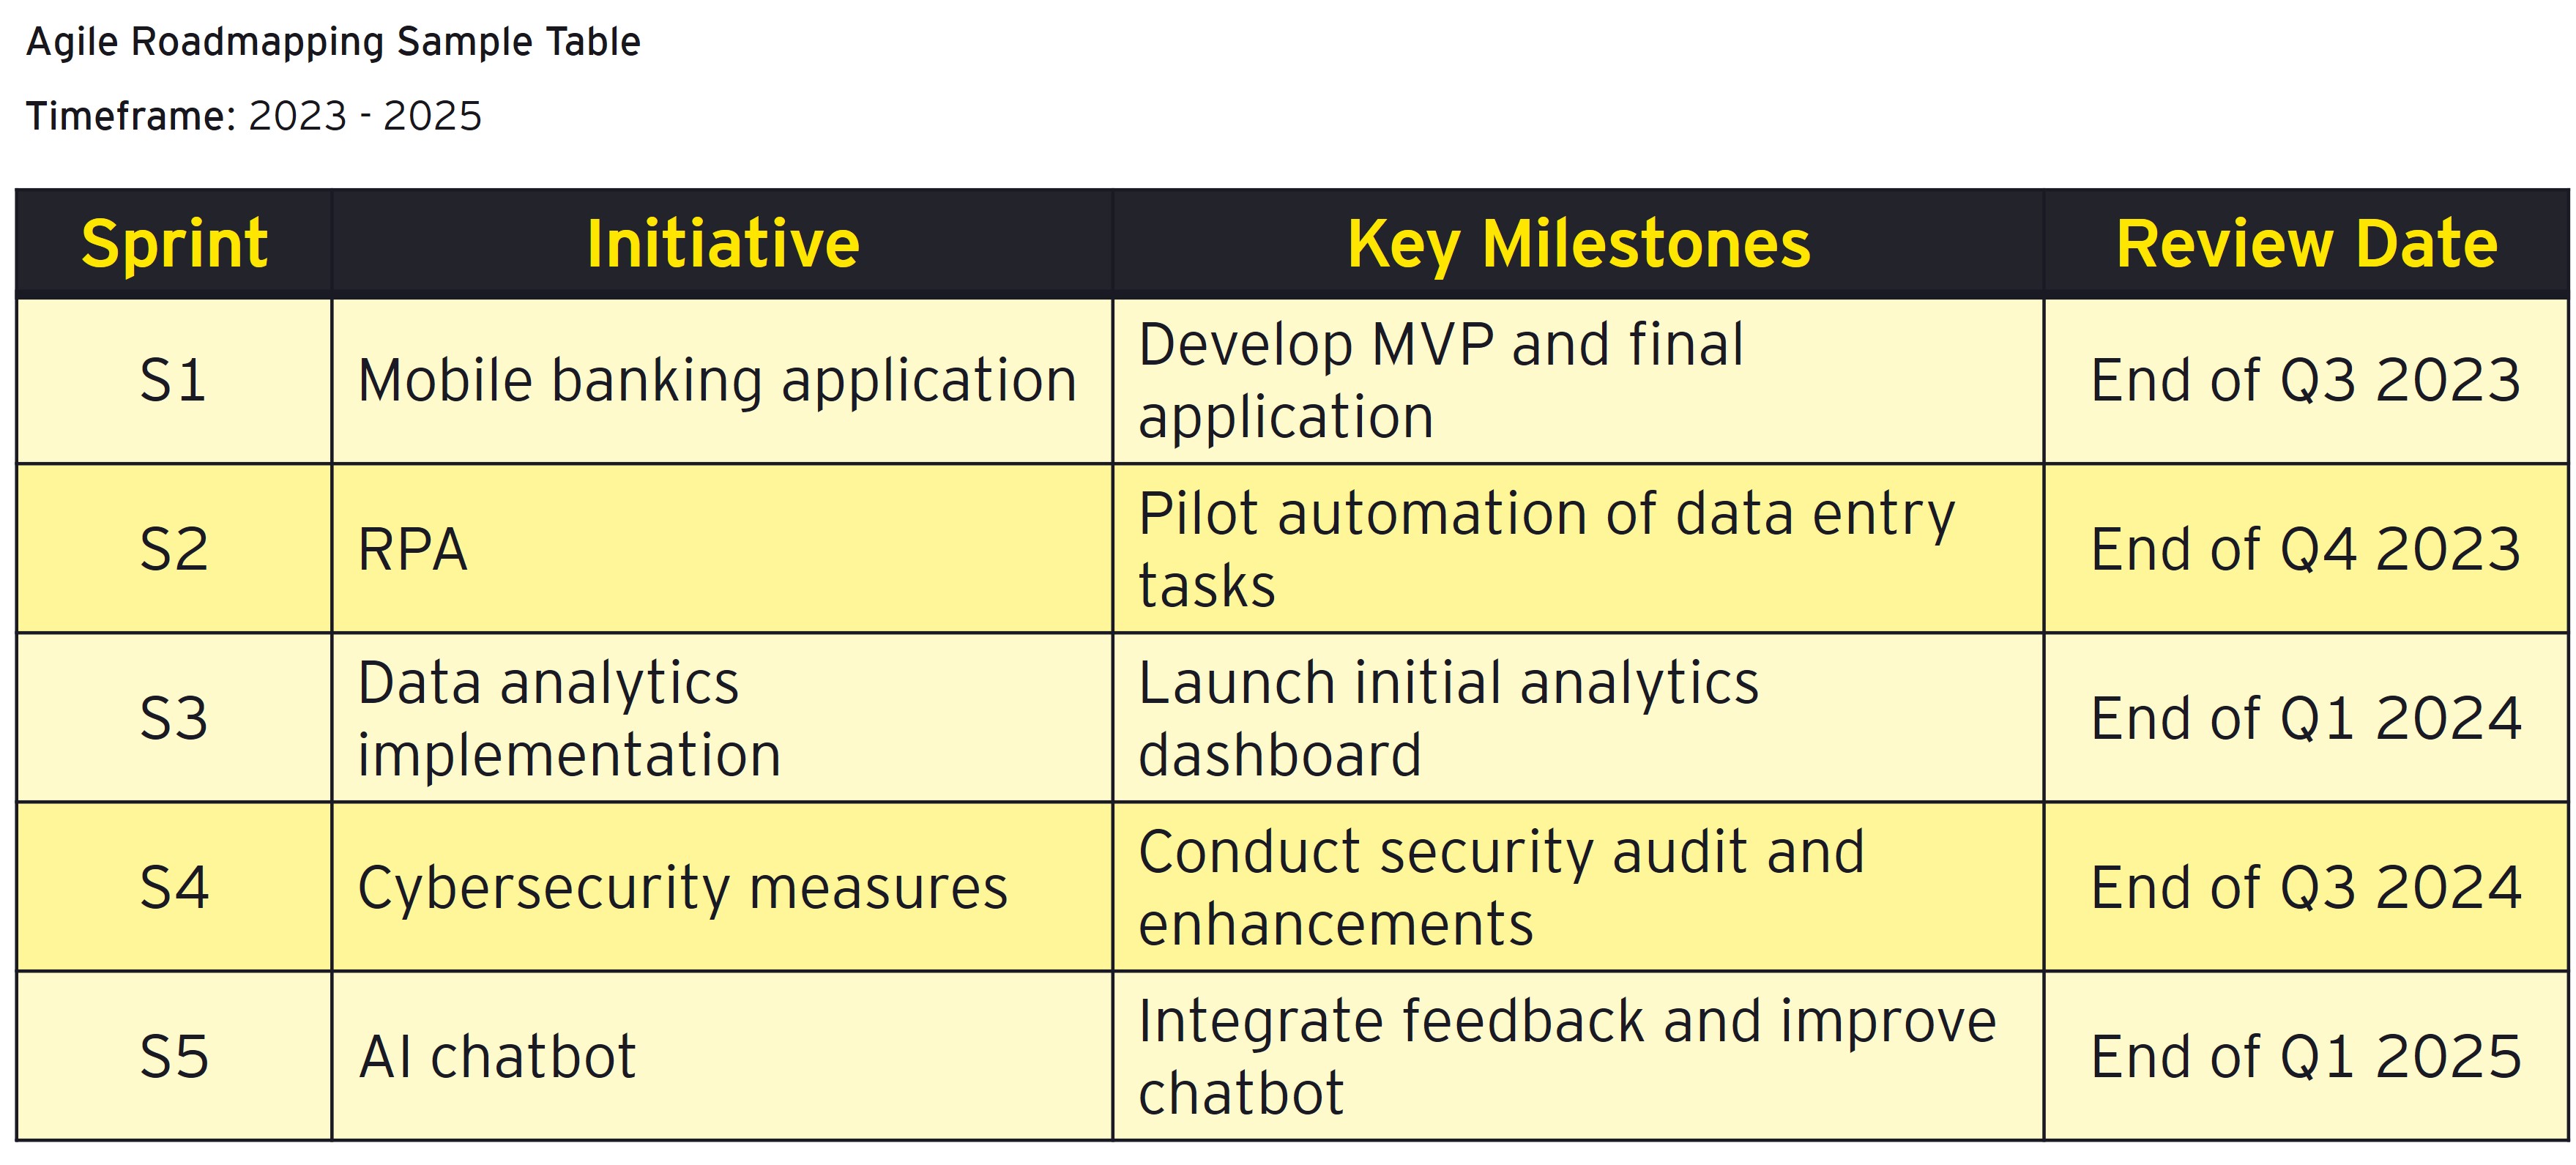 Agile Roadmapping Sample Table
Timeframe: 2023 - 2025
Sprint Initiative Key Milestones Review Date
S1 Mobile banking application Develop MVP and final
application End of Q3 2023
S2 RPA Pilot automation of data entry
tasks End of Q4 2023
S3 Data analytics
implementation Launch initial analytics
dashboard End of Q1 2024
S4 Cybersecurity measures Conduct security audit and
enhancements End of Q3 2024
S5 AI chatbot Integrate feedback and improve
chatbot End of Q1 2025